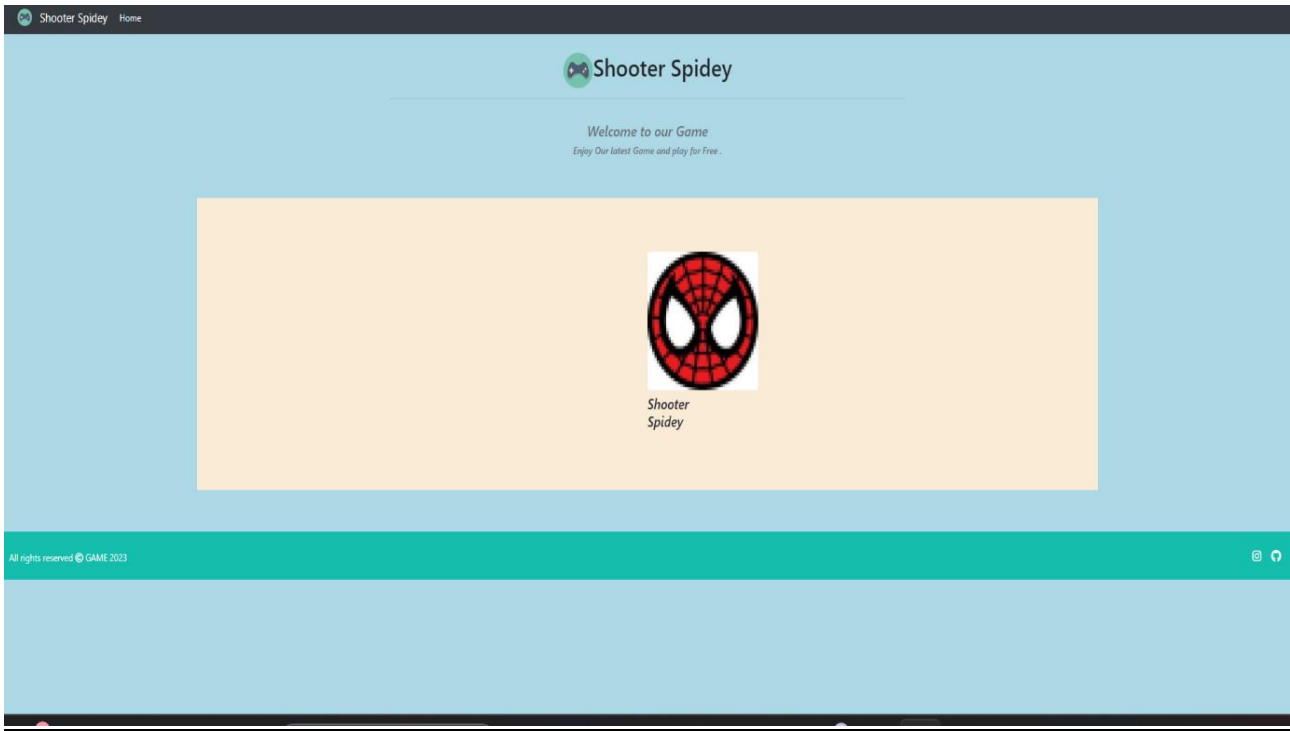 Shooter Spidey Home
Shooter Spidey
Welcome to our Game
Enjoy Our latest Game and play for Free .
Shooter
Spidey
All rights reserved © GAME 2023